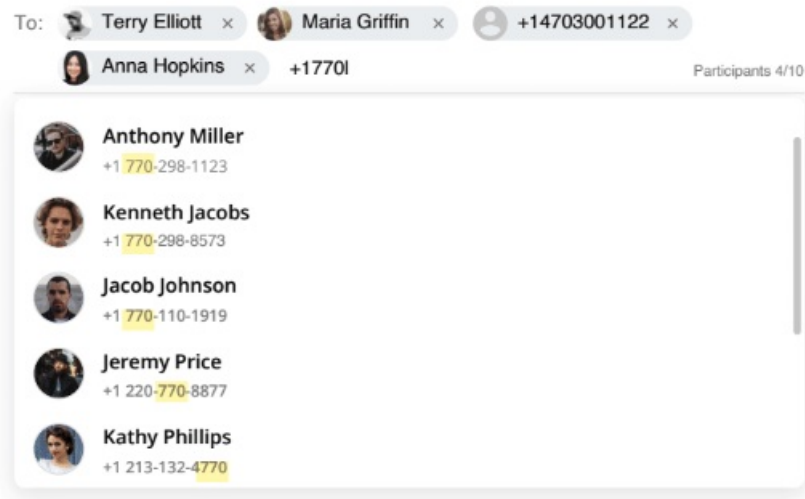 To: Terry Elliott × Maria Griffin × +14703001122 ×
Anna Hopkins × +1770 Participants 4/10
Anthony Miller
+1 770-298-1123
Kenneth Jacobs
+1 770-298-8573
Jacob Johnson
+1 770-110-1919
Jeremy Price
+1 220-770-8877
Kathy Phillips
+1 213-132-4770